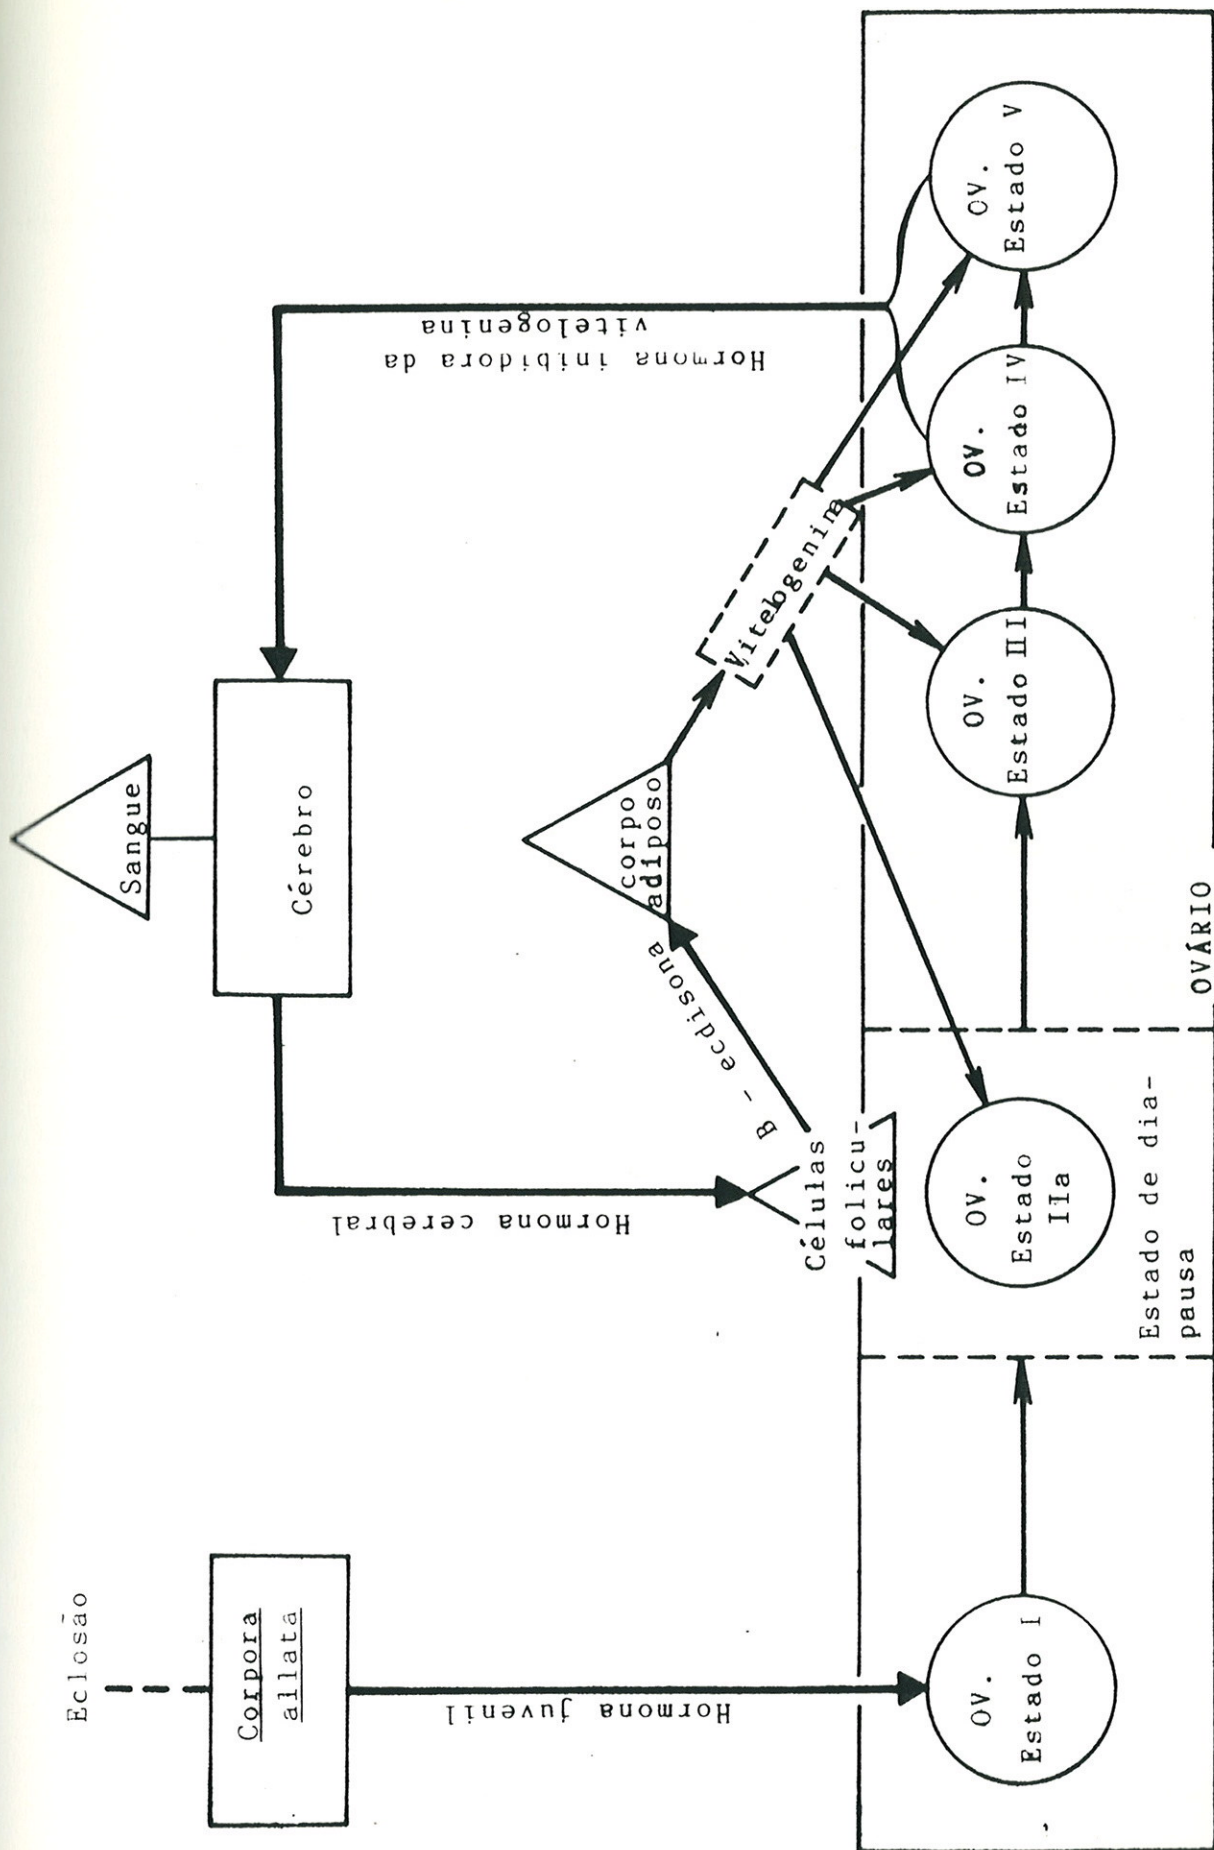 Eclosão
Corpora
allata
Hormona juvenil
Sangue
Cérebro
Hormona cerebral
Hormona inibidora da
vitelogenina
corpo
adiposo
B - ecdisona
Células
folicu-
lares
Vitelogenina
OV.
Estado I
OV.
Estado
IIa
Estado de dia-
pausa
OV.
Estado III
OV.
Estado IV
OV.
Estado V
OVÁRIO